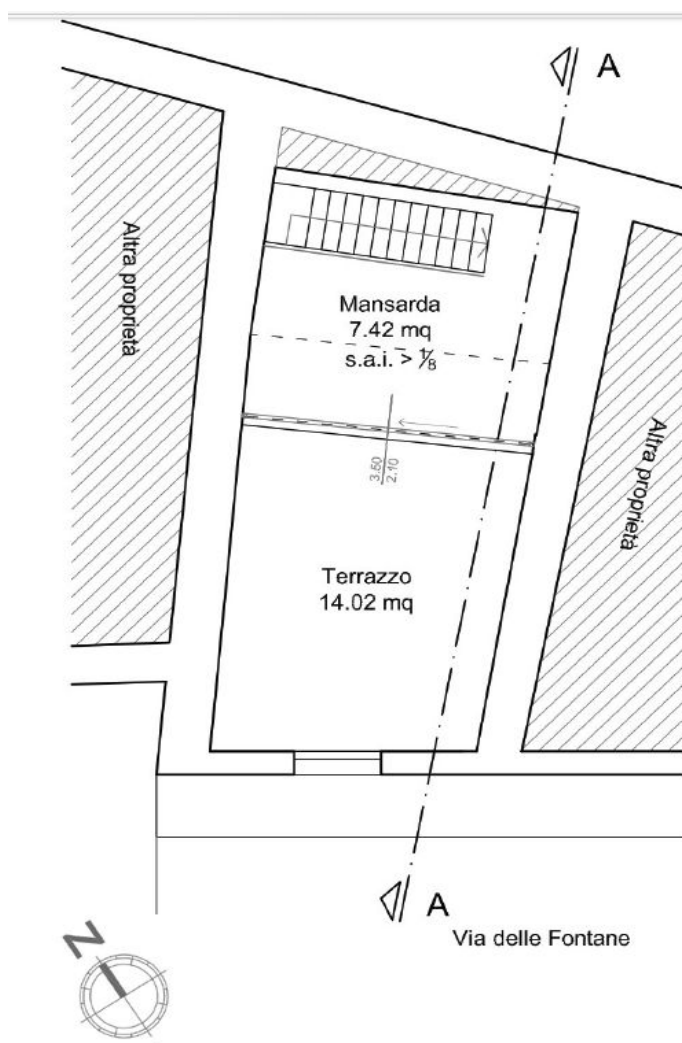 A
Altra proprietà
Mansarda
7.42 mq
s.a.i. > ⅛
3.50
2.10
Altra proprietà
Terrazzo
14.02 mq
A
Via delle Fontane
N